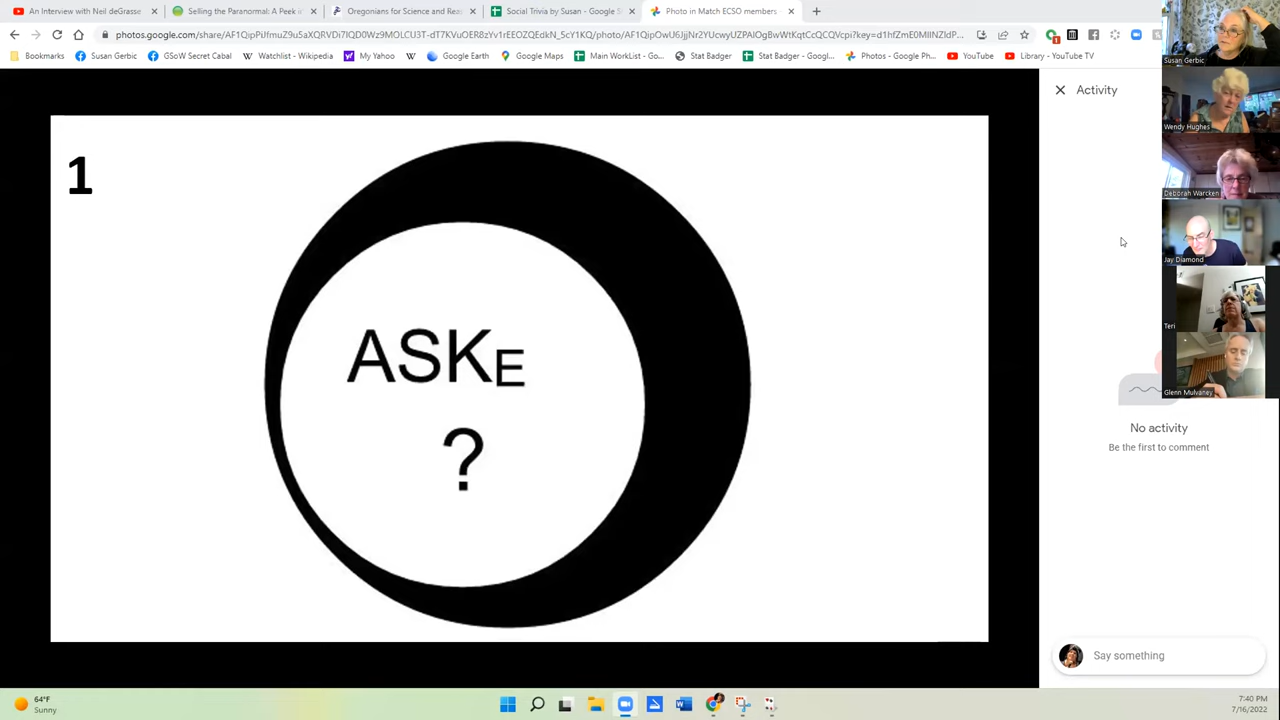 An Interview with Neil deGrasse
Selling the Paranormal: A Peek i
Oregonians for Science and Rea
Social Trivia by Susan - Google S
Photo in Match ECSO members -
Bookmarks
Susan Gerbic
GSoW Secret Cabal
Watchlist - Wikipedia
My Yahoo
Google Earth
Google Maps
Main WorkList - Go...
Stat Badger
Stat Badger - Googl...
Photos - Google Ph...
YouTube
Library - YouTube TV
Susan Gerbic
Wendy Hughes
Deborah Warcken
Jay Diamond
Teri
Glenn Mulvaney
Activity
1
ASKE
?
No activity
Be the first to comment
Say something
64°F
Sunny
7:40 PM
7/16/2022